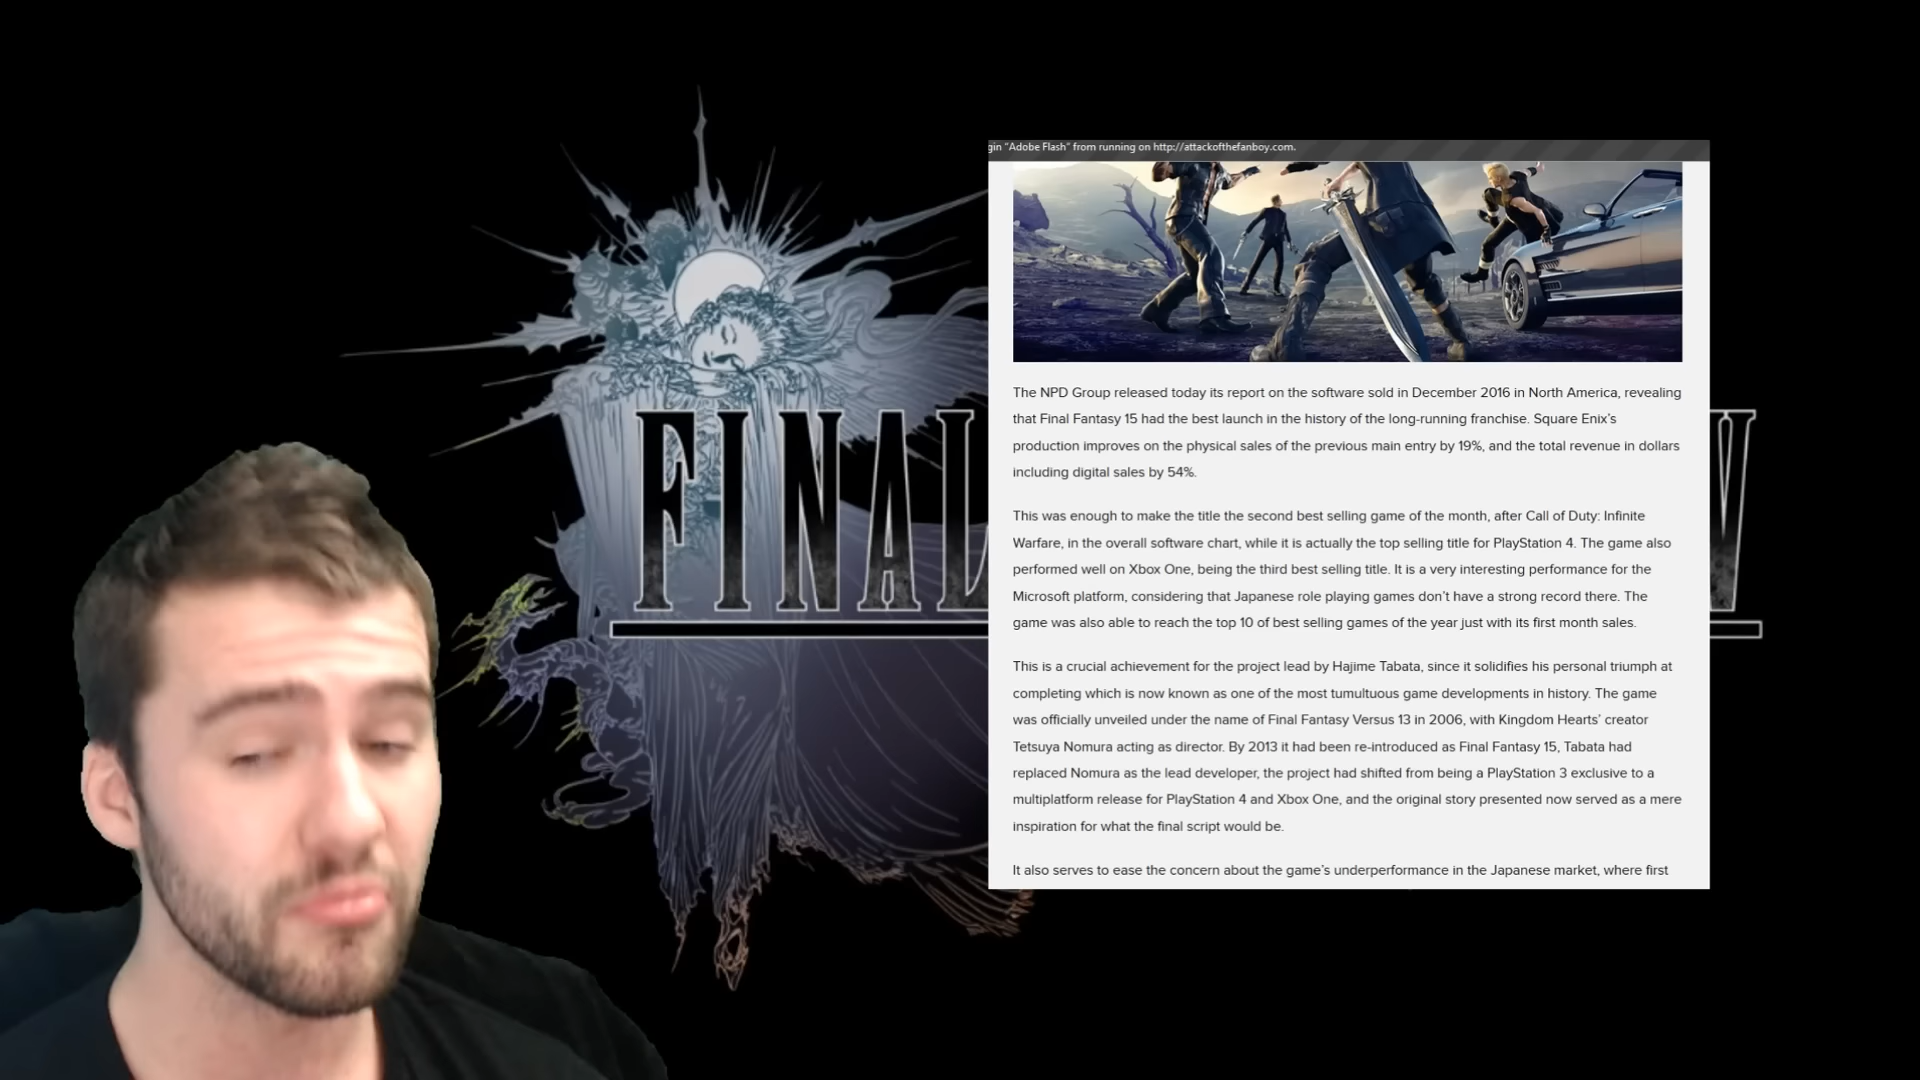 gin "Adobe Flash" from running on http://attackofthefanboy.com.
FINAL
The NPD Group released today its report on the software sold in December 2016 in North America, revealing
that Final Fantasy 15 had the best launch in the history of the long-running franchise. Square Enix's
production improves on the physical sales of the previous main entry by 19%, and the total revenue in dollars
including digital sales by 54%.
This was enough to make the title the second best selling game of the month, after Call of Duty: Infinite
Warfare, in the overall software chart, while it is actually the top selling title for PlayStation 4. The game also
performed well on Xbox One, being the third best selling title. It is a very interesting performance for the
Microsoft platform, considering that Japanese role playing games don't have a strong record there. The
game was also able to reach the top 10 of best selling games of the year just with its first month sales.
This is a crucial achievement for the project lead by Hajime Tabata, since it solidifies his personal triumph at
completing which is now known as one of the most tumultuous game developments in history. The game
was officially unveiled under the name of Final Fantasy Versus 13 in 2006, with Kingdom Hearts' creator
Tetsuya Nomura acting as director. By 2013 it had been re-introduced as Final Fantasy 15, Tabata had
replaced Nomura as the lead developer, the project had shifted from being a PlayStation 3 exclusive to a
multiplatform release for PlayStation 4 and Xbox One, and the original story presented now served as a mere
inspiration for what the final script would be.
It also serves to ease the concern about the game's underperformance in the Japanese market, where first